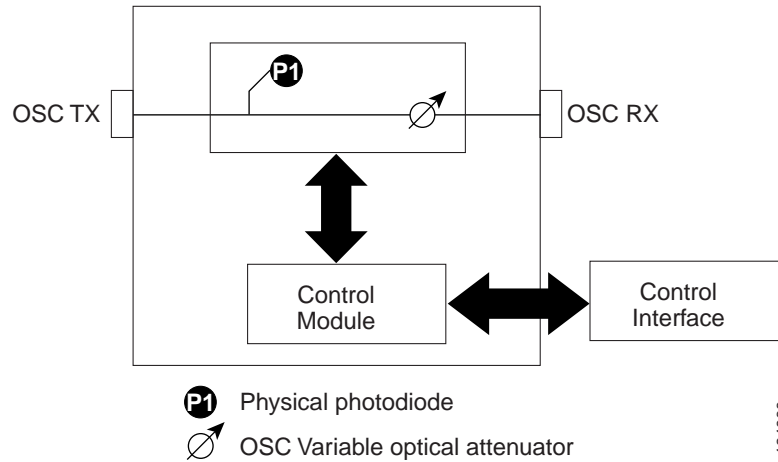 P1
OSC TX
OSC RX
Control
Module
Control
Interface
P1 Physical photodiode
OSC Variable optical attenuator